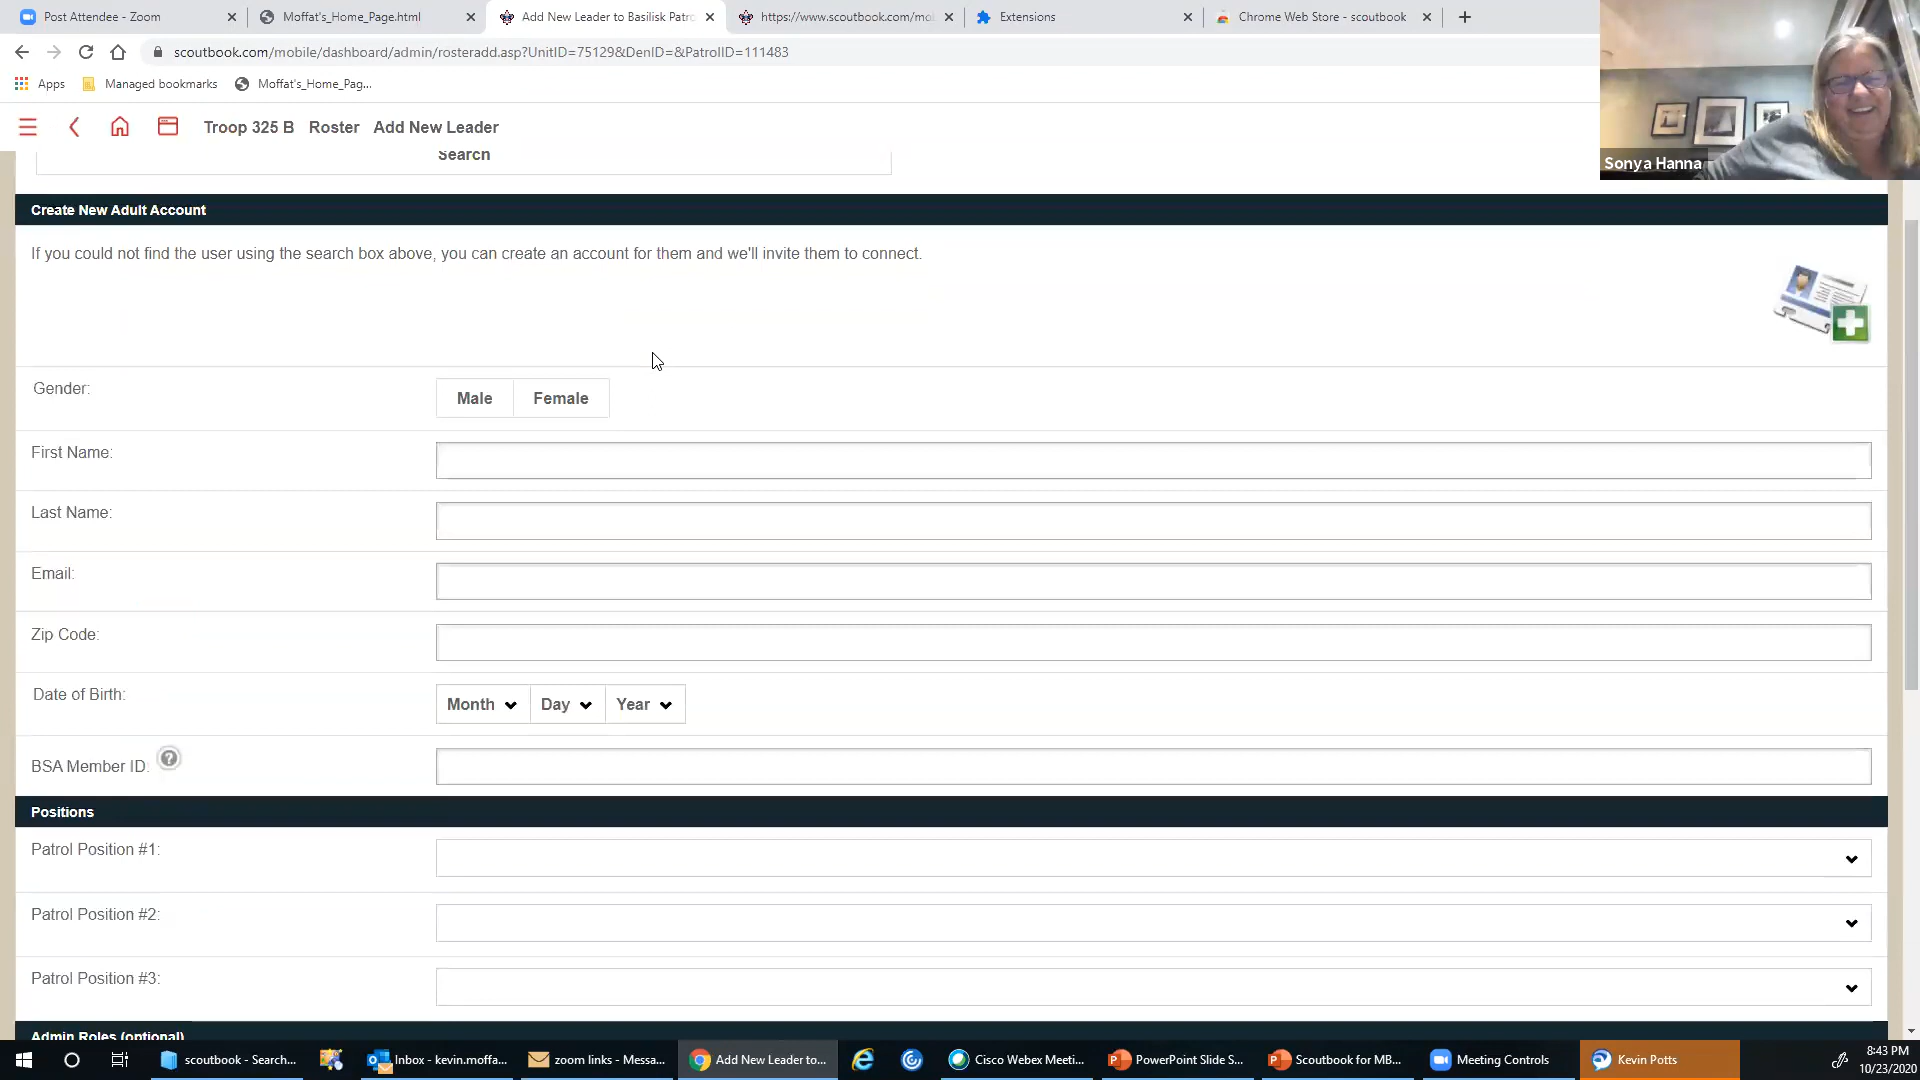 Post Attendee - Zoom
Moffat's_Home_Page.html
Add New Leader to Basilisk Patro
https://www.scoutbook.com/mob
Extensions
Chrome Web Store - scoutbook
scoutbook.com/mobile/dashboard/admin/rosteradd.asp?UnitID=75129&DenID=&PatrolID=111483
Apps
Managed bookmarks
Moffat's_Home_Pag...
Troop 325 B Roster Add New Leader
Sonya Hanna
Search
Create New Adult Account
If you could not find the user using the search box above, you can create an account for them and we'll invite them to connect.
Gender:
Male
Female
First Name:
Last Name:
Email:
Zip Code:
Date of Birth:
Month
Day
Year
BSA Member ID:
?
Positions
Patrol Position #1:
Patrol Position #2:
Patrol Position #3:
Admin Roles (optional)
scoutbook - Search...
Inbox - kevin.moffa...
zoom links - Messa...
Add New Leader to...
Cisco Webex Meeti...
PowerPoint Slide S...
Scoutbook for MB...
Meeting Controls
Kevin Potts
8:43 PM
10/23/2020